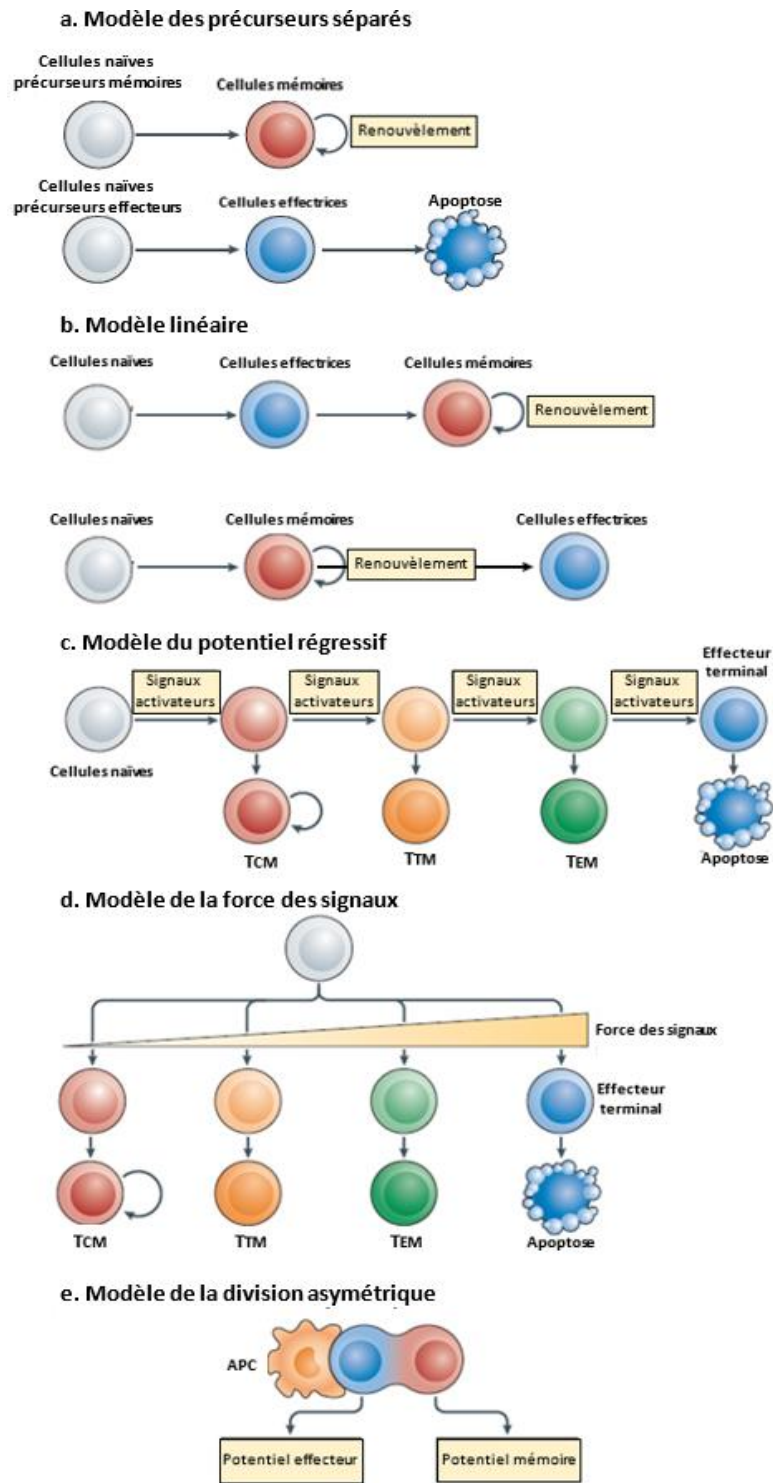 a. Modèle des précurseurs séparés
Cellules naïves
précurseurs mémoires
Cellules mémoires
Renouvèlement
Cellules naïves
précurseurs effecteurs
Cellules effectrices
Apoptose
b. Modèle linéaire
Cellules naïves
Cellules effectrices
Cellules mémoires
Renouvèlement
Cellules naïves
Cellules mémoires
Cellules effectrices
Renouvèlement
c. Modèle du potentiel régressif
Signaux
activateurs
Signaux
activateurs
Signaux
activateurs
Signaux
activateurs
Effecteur
terminal
Cellules naïves
TCM
TTM
TEM
Apoptose
d. Modèle de la force des signaux
Force des signaux
Effecteur
terminal
TCM
TTM
TEM
Apoptose
e. Modèle de la division asymétrique
APC
Potentiel effecteur
Potentiel mémoire